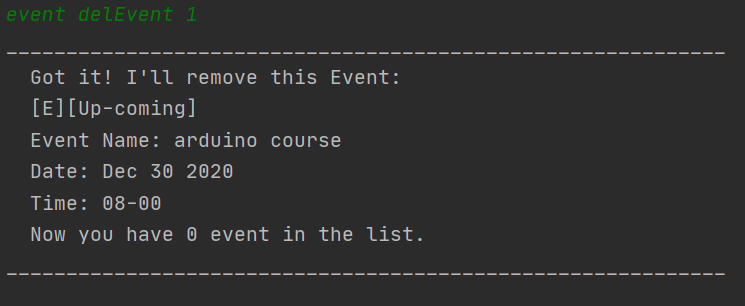 event delEvent 1
____________________________________________________________
Got it! I'll remove this Event:
[E][Up-coming]
Event Name: arduino course
Date: Dec 30 2020
Time: 08-00
Now you have 0 event in the list.
____________________________________________________________